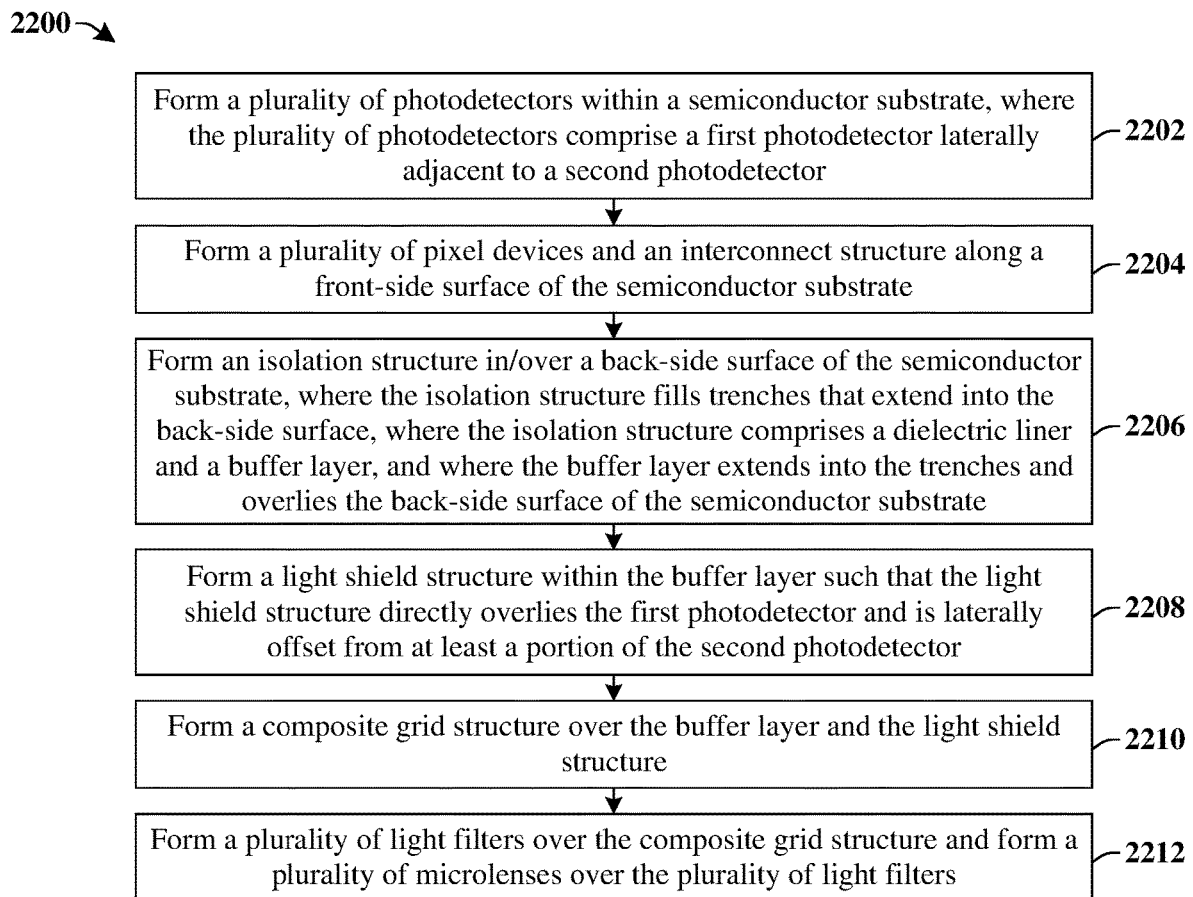 2200
Form a plurality of photodetectors within a semiconductor substrate, where
the plurality of photodetectors comprise a first photodetector laterally
adjacent to a second photodetector
2202
Form a plurality of pixel devices and an interconnect structure along a
front-side surface of the semiconductor substrate
2204
Form an isolation structure in/over a back-side surface of the semiconductor
substrate, where the isolation structure fills trenches that extend into the
back-side surface, where the isolation structure comprises a dielectric liner
and a buffer layer, and where the buffer layer extends into the trenches and
overlies the back-side surface of the semiconductor substrate
2206
Form a light shield structure within the buffer layer such that the light
shield structure directly overlies the first photodetector and is laterally
offset from at least a portion of the second photodetector
2208
Form a composite grid structure over the buffer layer and the light shield
structure
2210
Form a plurality of light filters over the composite grid structure and form a
plurality of microlenses over the plurality of light filters
2212